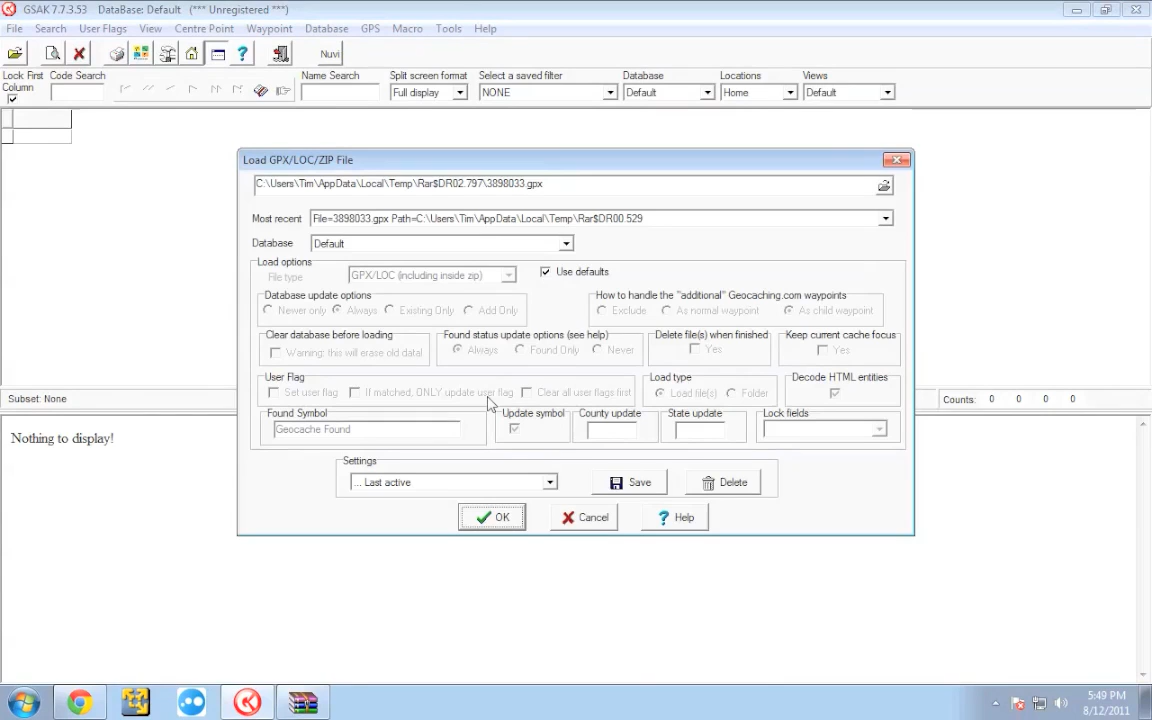 GSAK 7.7.3.53 DataBase: Default (*** Unregistered ***)
File Search User Flags View Centre Point Waypoint Database GPS Macro Tools Help
Nuvi
Lock First Column
Code Search
Name Search
Split screen format
Full display
Select a saved filter
NONE
Database
Default
Locations
Home
Views
Default
Load GPX/LOC/ZIP File
C:\Users\Tim\AppData\Local\Temp\Rar$DR02.797\3898033.gpx
Most recent File=3898033.gpx Path=C:\Users\Tim\AppData\Local\Temp\Rar$DR00.529
Database Default
Load options
File type GPX/LOC (including inside zip) Use defaults
Database update options
Newer only Always Existing Only Add Only
How to handle the "additional" Geocaching.com waypoints
Exclude As normal waypoint As child waypoint
Clear database before loading
Warning: this will erase old data!
Found status update options (see help)
Always Found Only Never
Delete file(s) when finished
Yes
Keep current cache focus
Yes
User Flag
Set user flag If matched, ONLY update user flag Clear all user flags first
Load type
Load file(s) Folder
Decode HTML entities
Found Symbol
Geocache Found
Update symbol
County update
State update
Lock fields
Settings
... Last active Save Delete
OK Cancel Help
Subset: None
Counts: 0 0 0 0
Nothing to display!
5:49 PM
8/12/2011